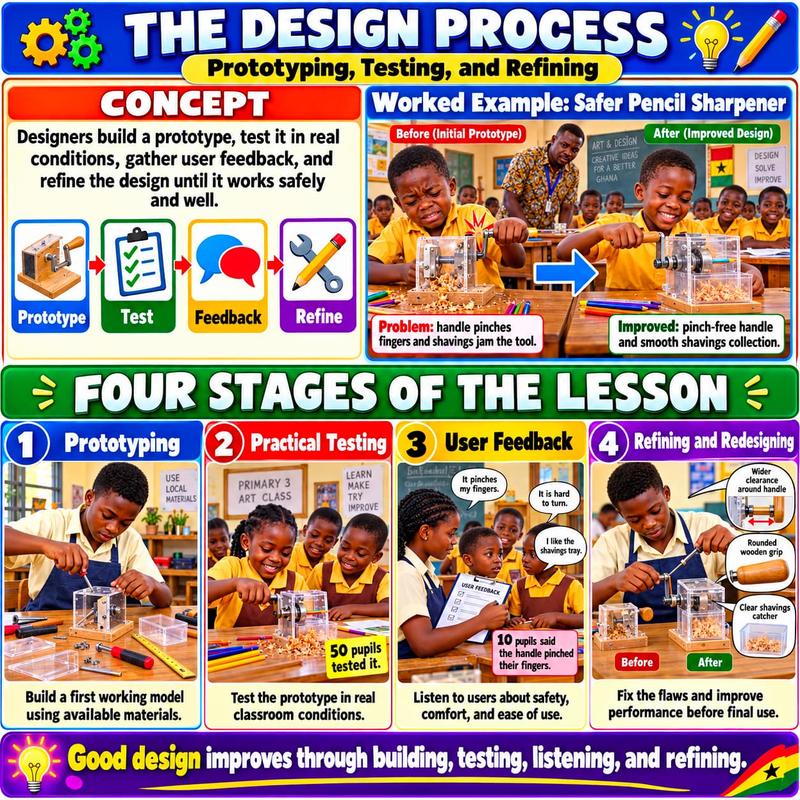 THE DESIGN PROCESS
Prototyping, Testing, and Refining
CONCEPT
Designers build a prototype, test it in real
conditions, gather user feedback, and
refine the design until it works safely
and well.
Prototype
Test
Feedback
Refine
Worked Example: Safer Pencil Sharpener
Before (Initial Prototype)
After (Improved Design)
ART & DESIGN
CREATIVE IDEAS
FOR A BETTER
GHANA
DESIGN
SOLVE
IMPROVE
Problem: handle pinches
fingers and shavings jam the tool.
Improved: pinch-free handle
and smooth shavings collection.
FOUR STAGES OF THE LESSON
1 Prototyping
USE
LOCAL
MATERIALS
Build a first working model
using available materials.
2 Practical Testing
PRIMARY 3
ART CLASS
LEARN
MAKE
TRY
IMPROVE
50 pupils
tested it.
Test the prototype in real
classroom conditions.
3 User Feedback
It pinches
my fingers.
It is hard
to turn.
I like the
shavings tray.
USER FEEDBACK
10 pupils said
the handle pinched
their fingers.
Listen to users about safety,
comfort, and ease of use.
4 Refining and Redesigning
Wider
clearance
around handle
Rounded
wooden grip
Clear shavings
catcher
Before
After
Fix the flaws and improve
performance before final use.
Good design improves through building, testing, listening, and refining.